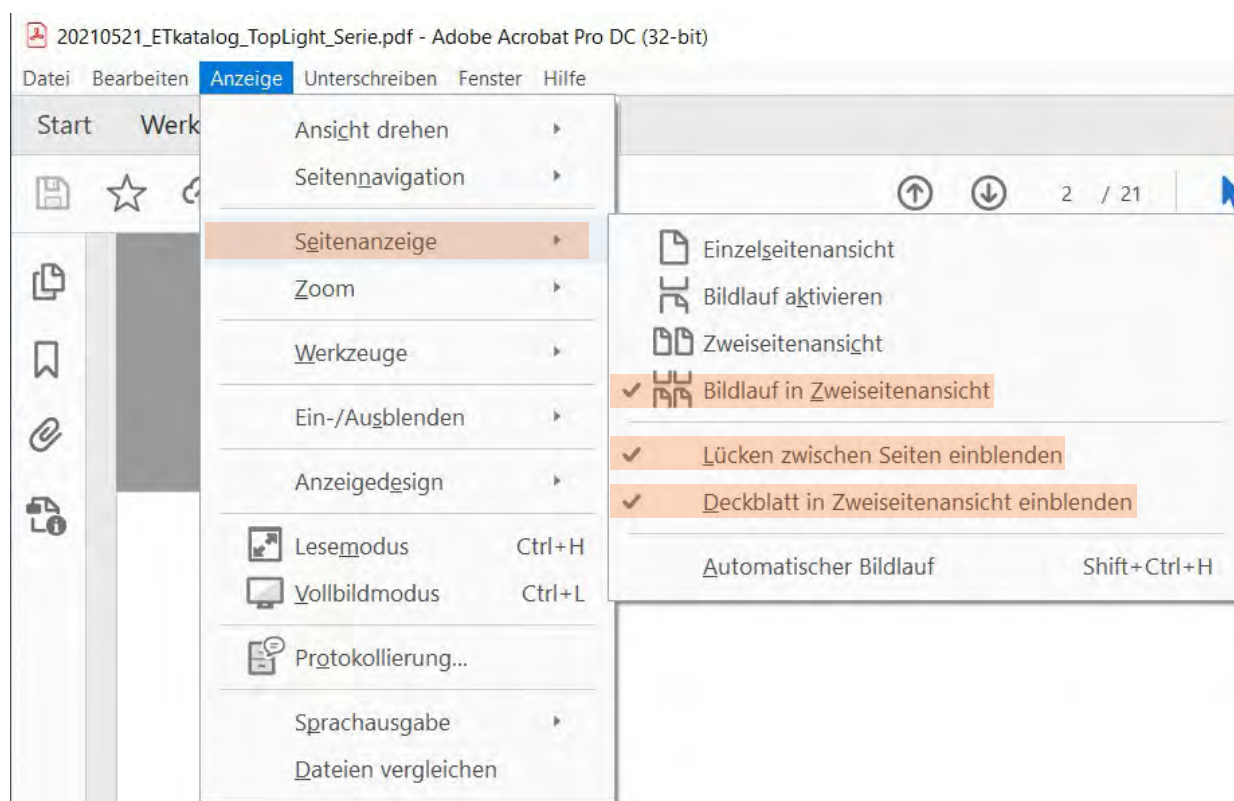 20210521_ETkatalog_TopLight_Serie.pdf - Adobe Acrobat Pro DC (32-bit)
Datei Bearbeiten Anzeige Unterschreiben Fenster Hilfe
Start Werk
Ansicht drehen
Seitennavigation
2 / 21
Seitenanzeige
Zoom
Werkzeuge
Ein-/Ausblenden
Anzeigedesign
Lesemodus Ctrl+H
Vollbildmodus Ctrl+L
Protokollierung...
Sprachausgabe
Dateien vergleichen
Einzelseitenansicht
Bildlauf aktivieren
Zweiseitenansicht
Bildlauf in Zweiseitenansicht
Lücken zwischen Seiten einblenden
Deckblatt in Zweiseitenansicht einblenden
Automatischer Bildlauf Shift+Ctrl+H